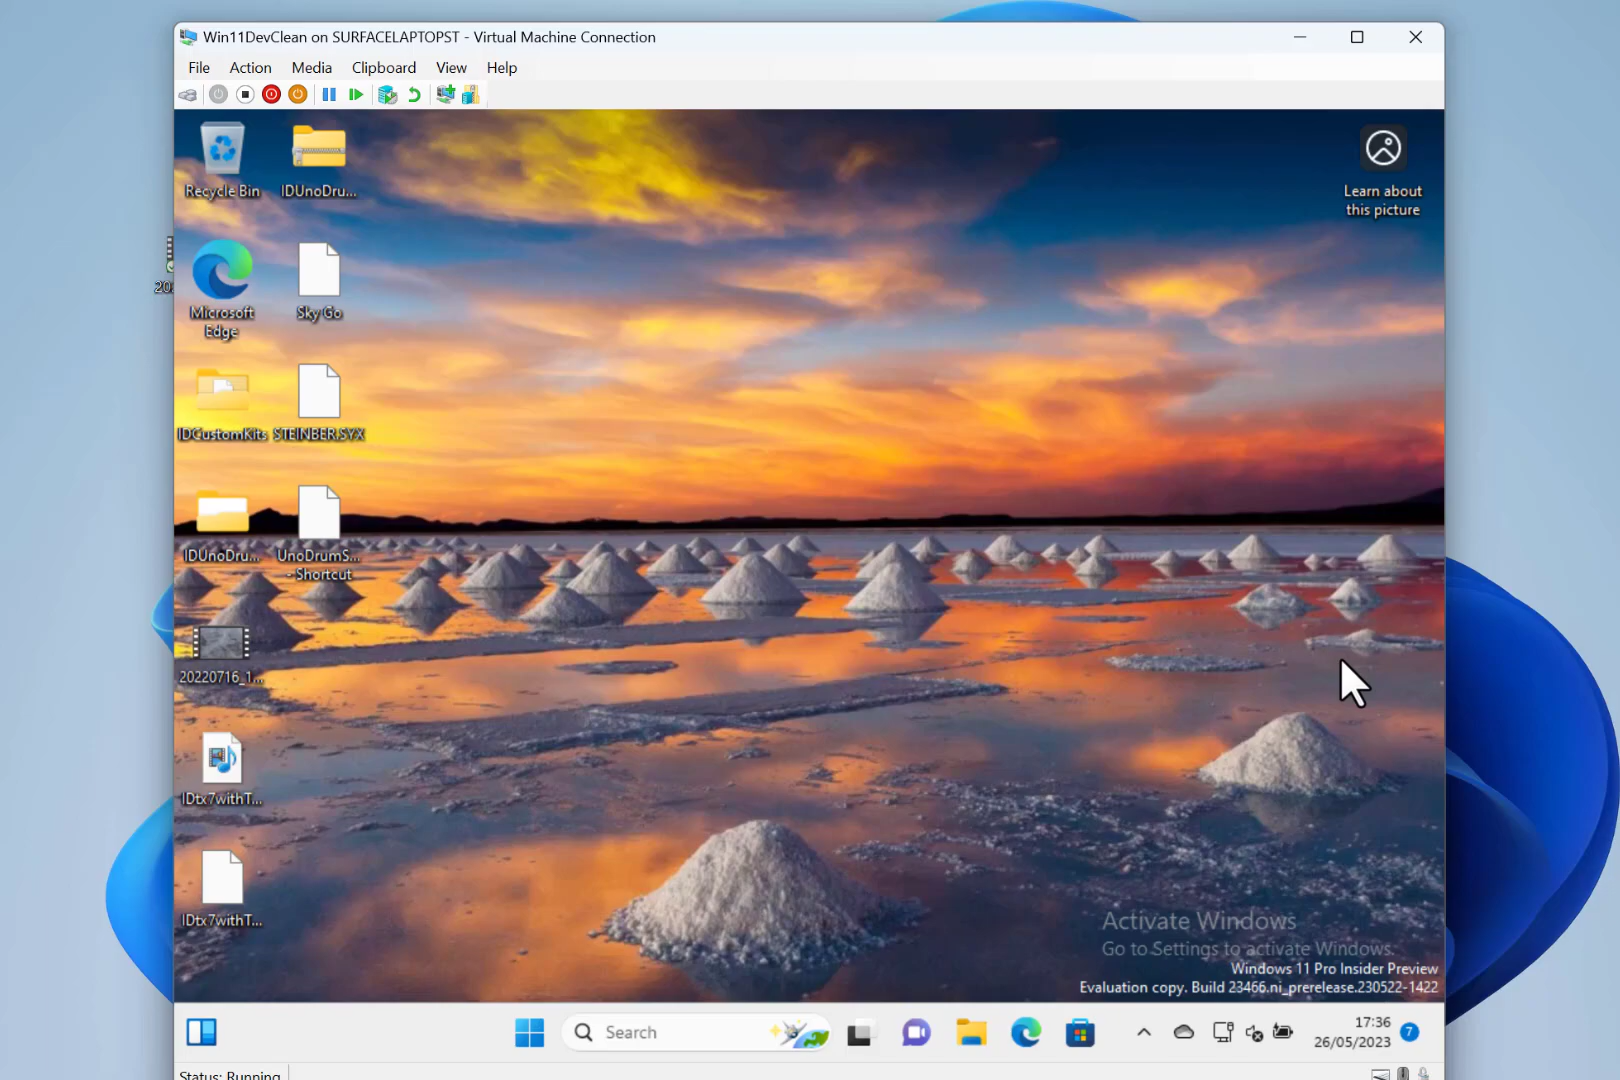 Win11DevClean on SURFACELAPTOPST - Virtual Machine Connection
File Action Media Clipboard View Help
Recycle Bin
IDUnoDru...
Learn about
this picture
20
Microsoft
Edge
Sky Go
IDCustomKits
STEINBER.SYX
IDUnoDru...
UnoDrumS...
- Shortcut
20220716_1...
IDtx7withT...
IDtx7withT...
Activate Windows
Go to Settings to activate Windows.
Windows 11 Pro Insider Preview
Evaluation copy. Build 23466.ni_prerelease.230522-1422
Search
17:36
26/05/2023
7
Status: Running